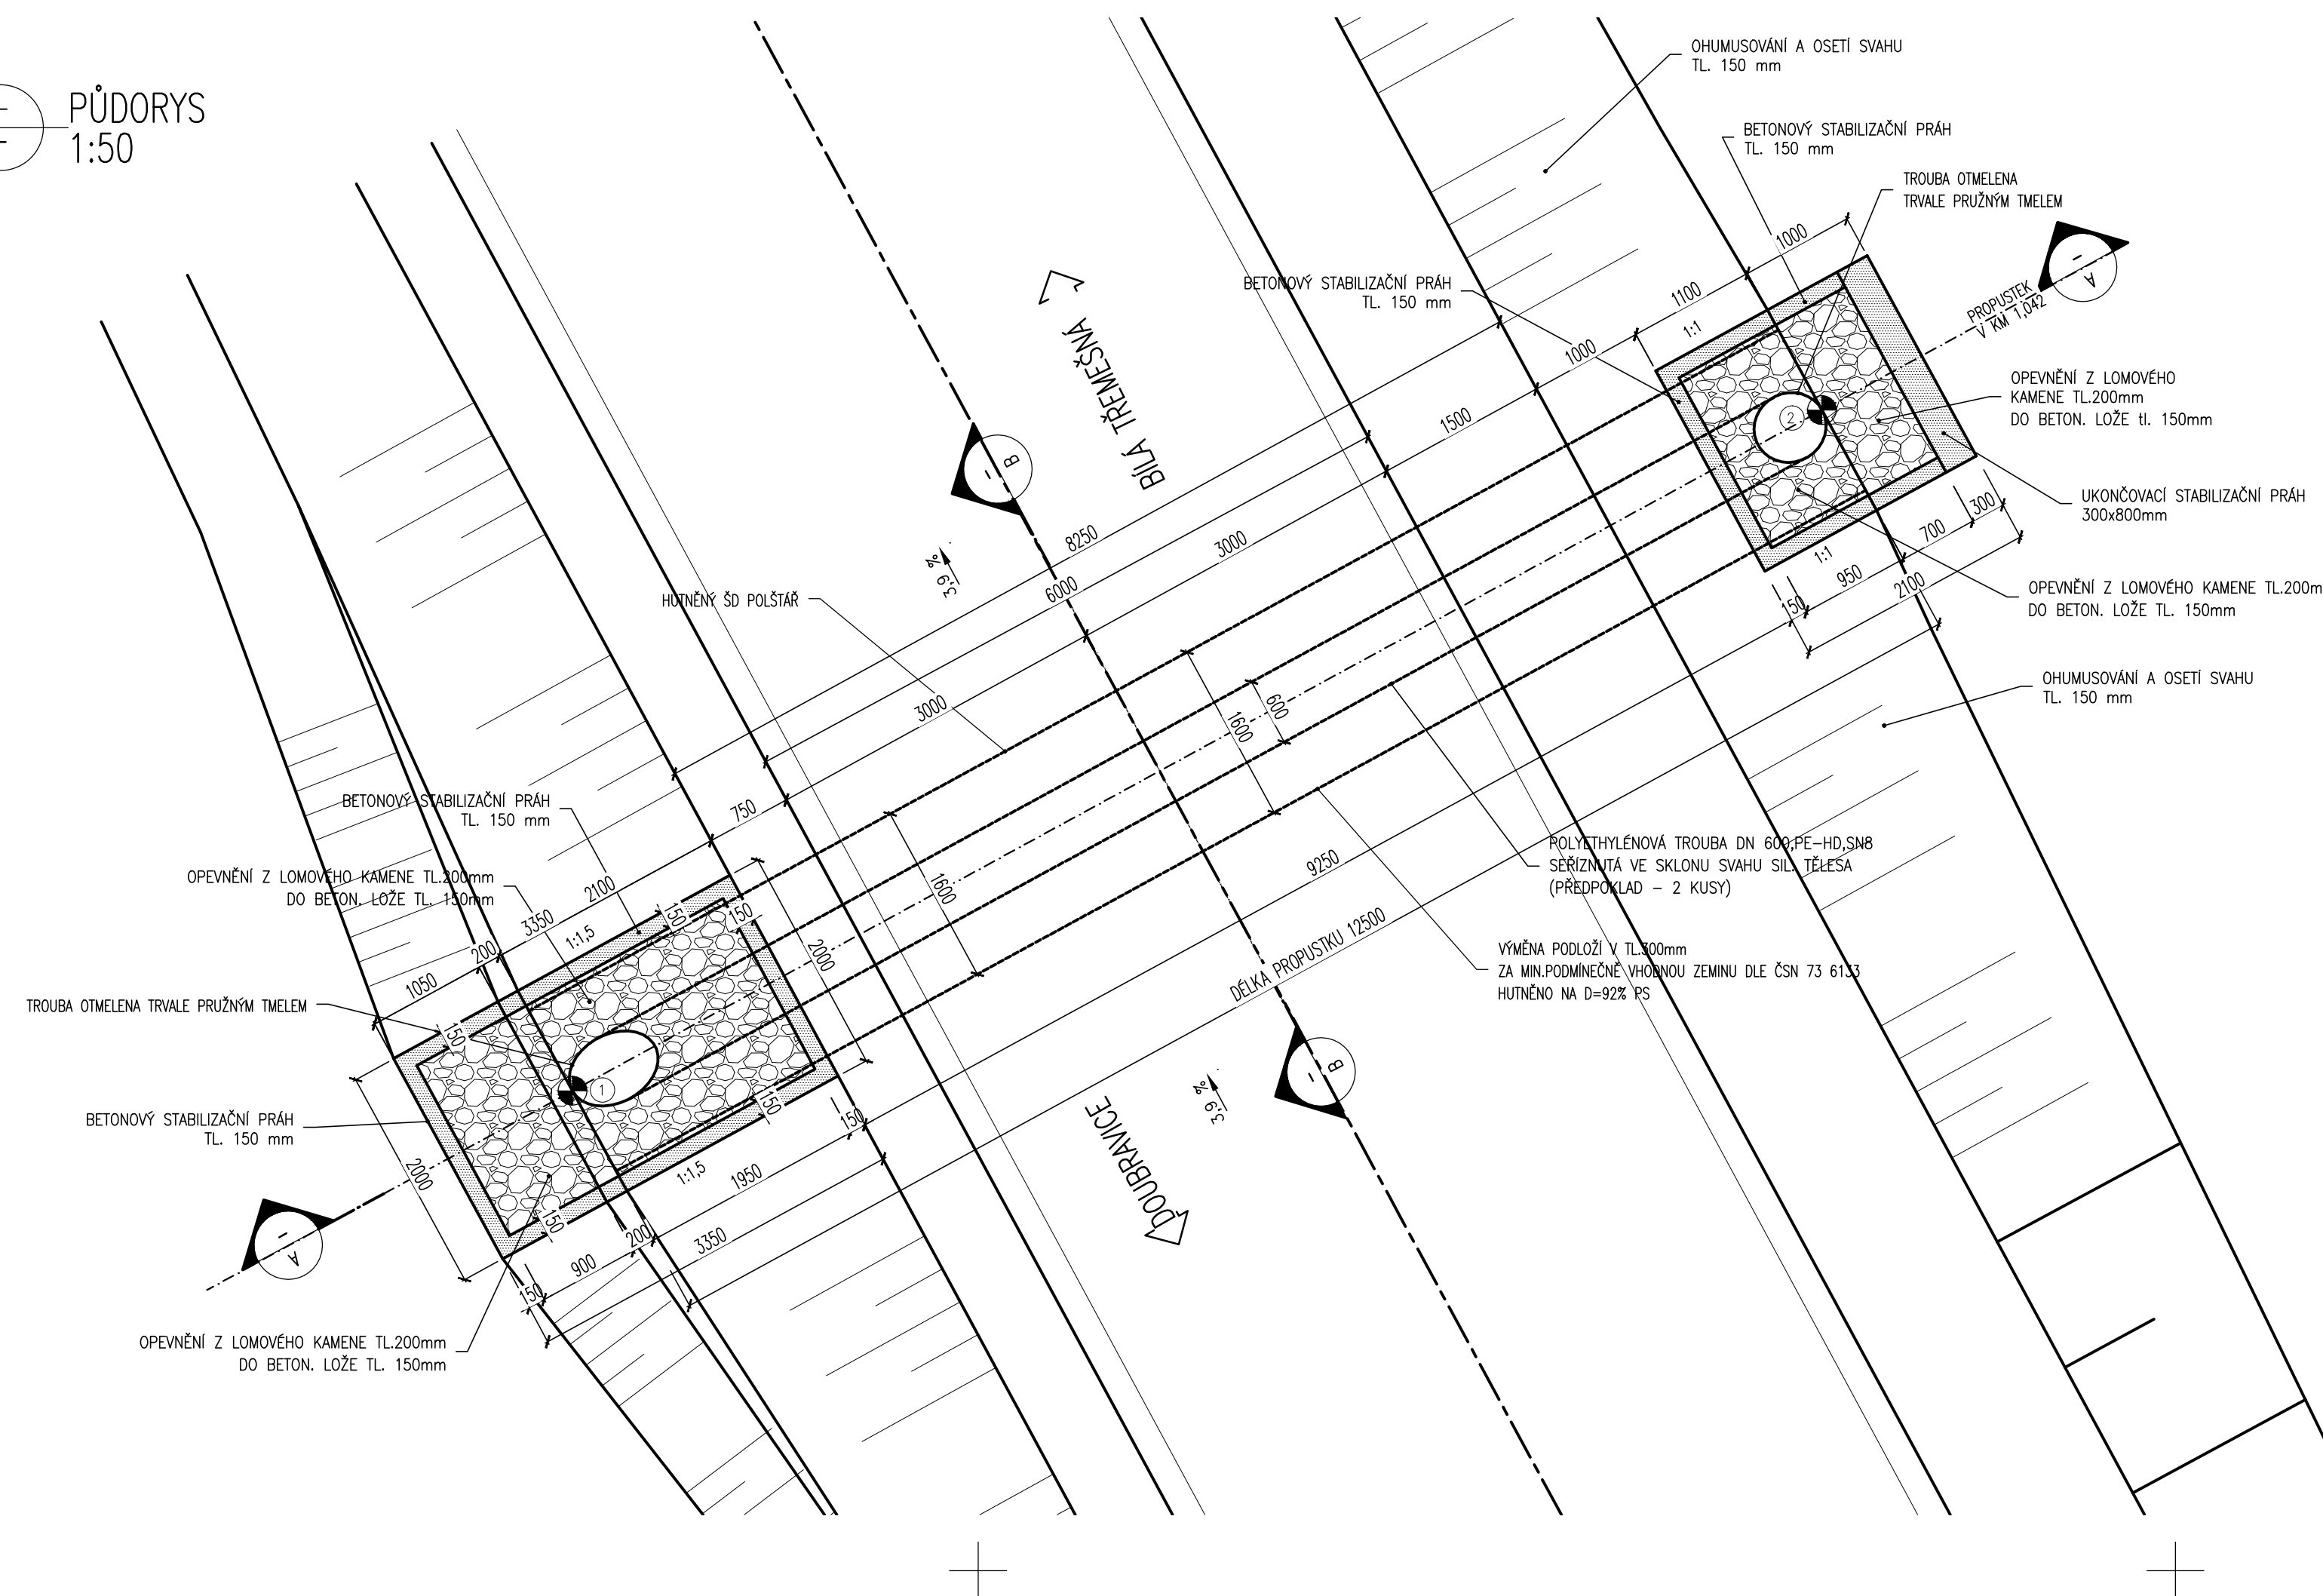 PŮDORYS
1:50
OHUMUSOVÁNÍ A OSETÍ SVAHU
TL. 150 mm
BETONOVÝ STABILIZAČNÍ PRÁH
TL. 150 mm
TROUBA OTMELENA
TRVALE PRUŽNÝM TMELEM
A
PROPUSTEK
V KM 1,042
BETONOVÝ STABILIZAČNÍ PRÁH
TL. 150 mm
1000
1100
1:1
1000
1500
3000
8250
6000
3000
750
2
OPEVNĚNÍ Z LOMOVÉHO
KAMENE TL.200mm
DO BETON. LOŽE tl. 150mm
UKONČOVACÍ STABILIZAČNÍ PRÁH
300x800mm
300
700
950
150
2100
1:1
OPEVNĚNÍ Z LOMOVÉHO KAMENE TL.200m
DO BETON. LOŽE TL. 150mm
OHUMUSOVÁNÍ A OSETÍ SVAHU
TL. 150 mm
BÍLÁ TŘEMEŠNÁ
B
3,9 %
HUTNĚNÝ ŠD POLŠTÁŘ
600
1600
1600
9250
DÉLKA PROPUSTKU 12500
POLYETHYLÉNOVÁ TROUBA DN 600,PE-HD,SN8
SEŘÍZNUTÁ VE SKLONU SVAHU SIL. TĚLESA
(PŘEDPOKLAD - 2 KUSY)
VÝMĚNA PODLOŽÍ V TL.300mm
ZA MIN.PODMÍNEČNĚ VHODNOU ZEMINU DLE ČSN 73 6133
HUTNĚNO NA D=92% PS
BETONOVÝ STABILIZAČNÍ PRÁH
TL. 150 mm
OPEVNĚNÍ Z LOMOVÉHO KAMENE TL.200mm
DO BETON. LOŽE TL. 150mm
2100
3350
200
1050
1:1,5
150
150
2000
TROUBA OTMELENA TRVALE PRUŽNÝM TMELEM
150
1
BETONOVÝ STABILIZAČNÍ PRÁH
TL. 150 mm
2000
150
150
150
1:1,5
1950
200
900
150
3350
A
OPEVNĚNÍ Z LOMOVÉHO KAMENE TL.200mm
DO BETON. LOŽE TL. 150mm
B
3,9 %
DOUBRAVICE